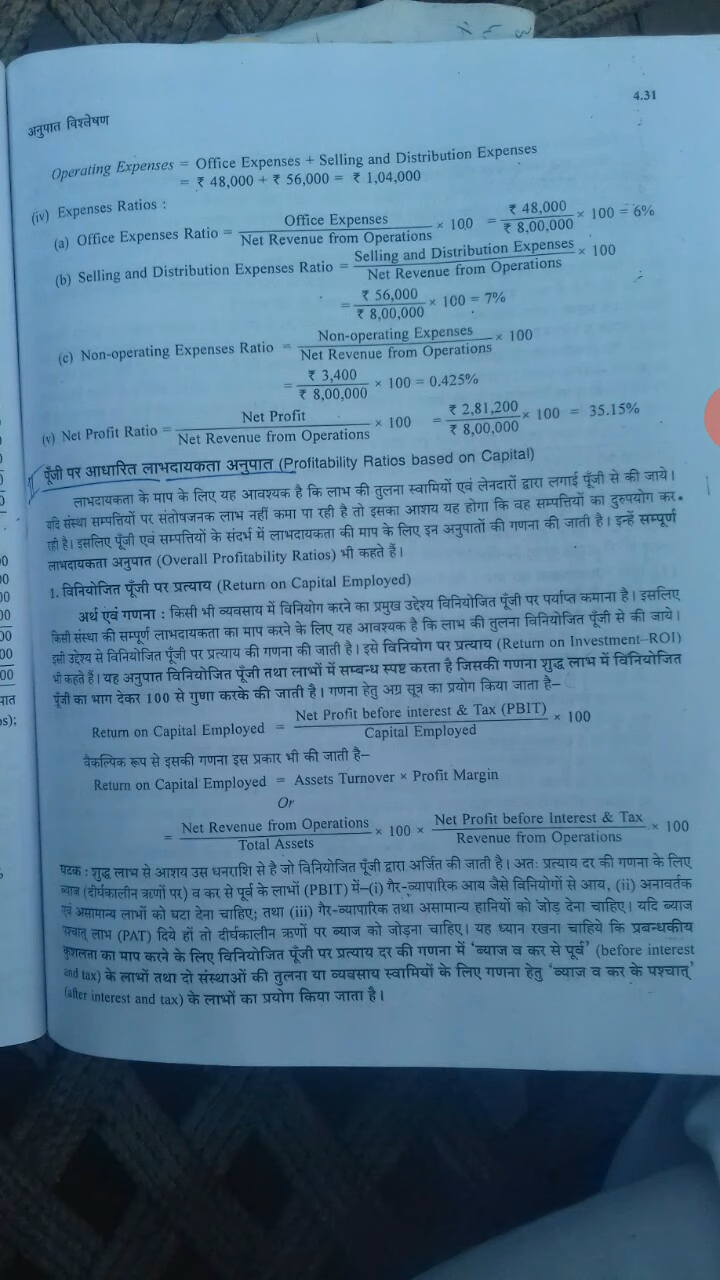 4.31
अनुपात विश्लेषण
Operating Expenses = Office Expenses + Selling and Distribution Expenses
= ₹ 48,000 + ₹ 56,000 = ₹ 1,04,000
(iv) Expenses Ratios :
(a) Office Expenses Ratio = Office Expenses / Net Revenue from Operations × 100 = ₹ 48,000 / ₹ 8,00,000 × 100 = 6%
(b) Selling and Distribution Expenses Ratio = Selling and Distribution Expenses / Net Revenue from Operations × 100
= ₹ 56,000 / ₹ 8,00,000 × 100 = 7%
(c) Non-operating Expenses Ratio = Non-operating Expenses / Net Revenue from Operations × 100
= ₹ 3,400 / ₹ 8,00,000 × 100 = 0.425%
(v) Net Profit Ratio = Net Profit / Net Revenue from Operations × 100 = ₹ 2,81,200 / ₹ 8,00,000 × 100 = 35.15%
पूँजी पर आधारित लाभदायकता अनुपात (Profitability Ratios based on Capital)
लाभदायकता के माप के लिए यह आवश्यक है कि लाभ की तुलना स्वामियों एवं लेनदारों द्वारा लगाई पूँजी से की जाये।
यदि संस्था सम्पत्तियों पर संतोषजनक लाभ नहीं कमा पा रही है तो इसका आशय यह होगा कि वह सम्पत्तियों का दुरुपयोग कर
रही है। इसलिए पूँजी एवं सम्पत्तियों के संदर्भ में लाभदायकता की माप के लिए इन अनुपातों की गणना की जाती है। इन्हें सम्पूर्ण
लाभदायकता अनुपात (Overall Profitability Ratios) भी कहते हैं।
1. विनियोजित पूँजी पर प्रत्याय (Return on Capital Employed)
अर्थ एवं गणना : किसी भी व्यवसाय में विनियोग करने का प्रमुख उद्देश्य विनियोजित पूँजी पर पर्याप्त कमाना है। इसलिए
किसी संस्था की सम्पूर्ण लाभदायकता का माप करने के लिए यह आवश्यक है कि लाभ की तुलना विनियोजित पूँजी से की जाये।
इसी उद्देश्य से विनियोजित पूँजी पर प्रत्याय की गणना की जाती है। इसे विनियोग पर प्रत्याय (Return on Investment–ROI)
भी कहते हैं। यह अनुपात विनियोजित पूँजी तथा लाभों में सम्बन्ध स्पष्ट करता है जिसकी गणना शुद्ध लाभ में विनियोजित
पूँजी का भाग देकर 100 से गुणा करके की जाती है। गणना हेतु अग्र सूत्र का प्रयोग किया जाता है–
Return on Capital Employed = Net Profit before interest & Tax (PBIT) / Capital Employed × 100
वैकल्पिक रूप से इसकी गणना इस प्रकार भी की जाती है–
Return on Capital Employed = Assets Turnover × Profit Margin
Or
= Net Revenue from Operations / Total Assets × 100 × Net Profit before Interest & Tax / Revenue from Operations × 100
घटक : शुद्ध लाभ से आशय उस धनराशि से है जो विनियोजित पूँजी द्वारा अर्जित की जाती है। अतः प्रत्याय दर की गणना के लिए
ब्याज (दीर्घकालीन ऋणों पर) व कर से पूर्व के लाभों (PBIT) में–(i) गैर-व्यापारिक आय जैसे विनियोगों से आय, (ii) अनावर्तक
एवं असामान्य लाभों को घटा देना चाहिए; तथा (iii) गैर-व्यापारिक तथा असामान्य हानियों को जोड़ देना चाहिए। यदि ब्याज
पश्चात् लाभ (PAT) दिये हों तो दीर्घकालीन ऋणों पर ब्याज को जोड़ना चाहिए। यह ध्यान रखना चाहिये कि प्रबन्धकीय
कुशलता का माप करने के लिए विनियोजित पूँजी पर प्रत्याय दर की गणना में 'ब्याज व कर से पूर्व' (before interest
and tax) के लाभों तथा दो संस्थाओं की तुलना या व्यवसाय स्वामियों के लिए गणना हेतु 'ब्याज व कर के पश्चात्'
(after interest and tax) के लाभों का प्रयोग किया जाता है।